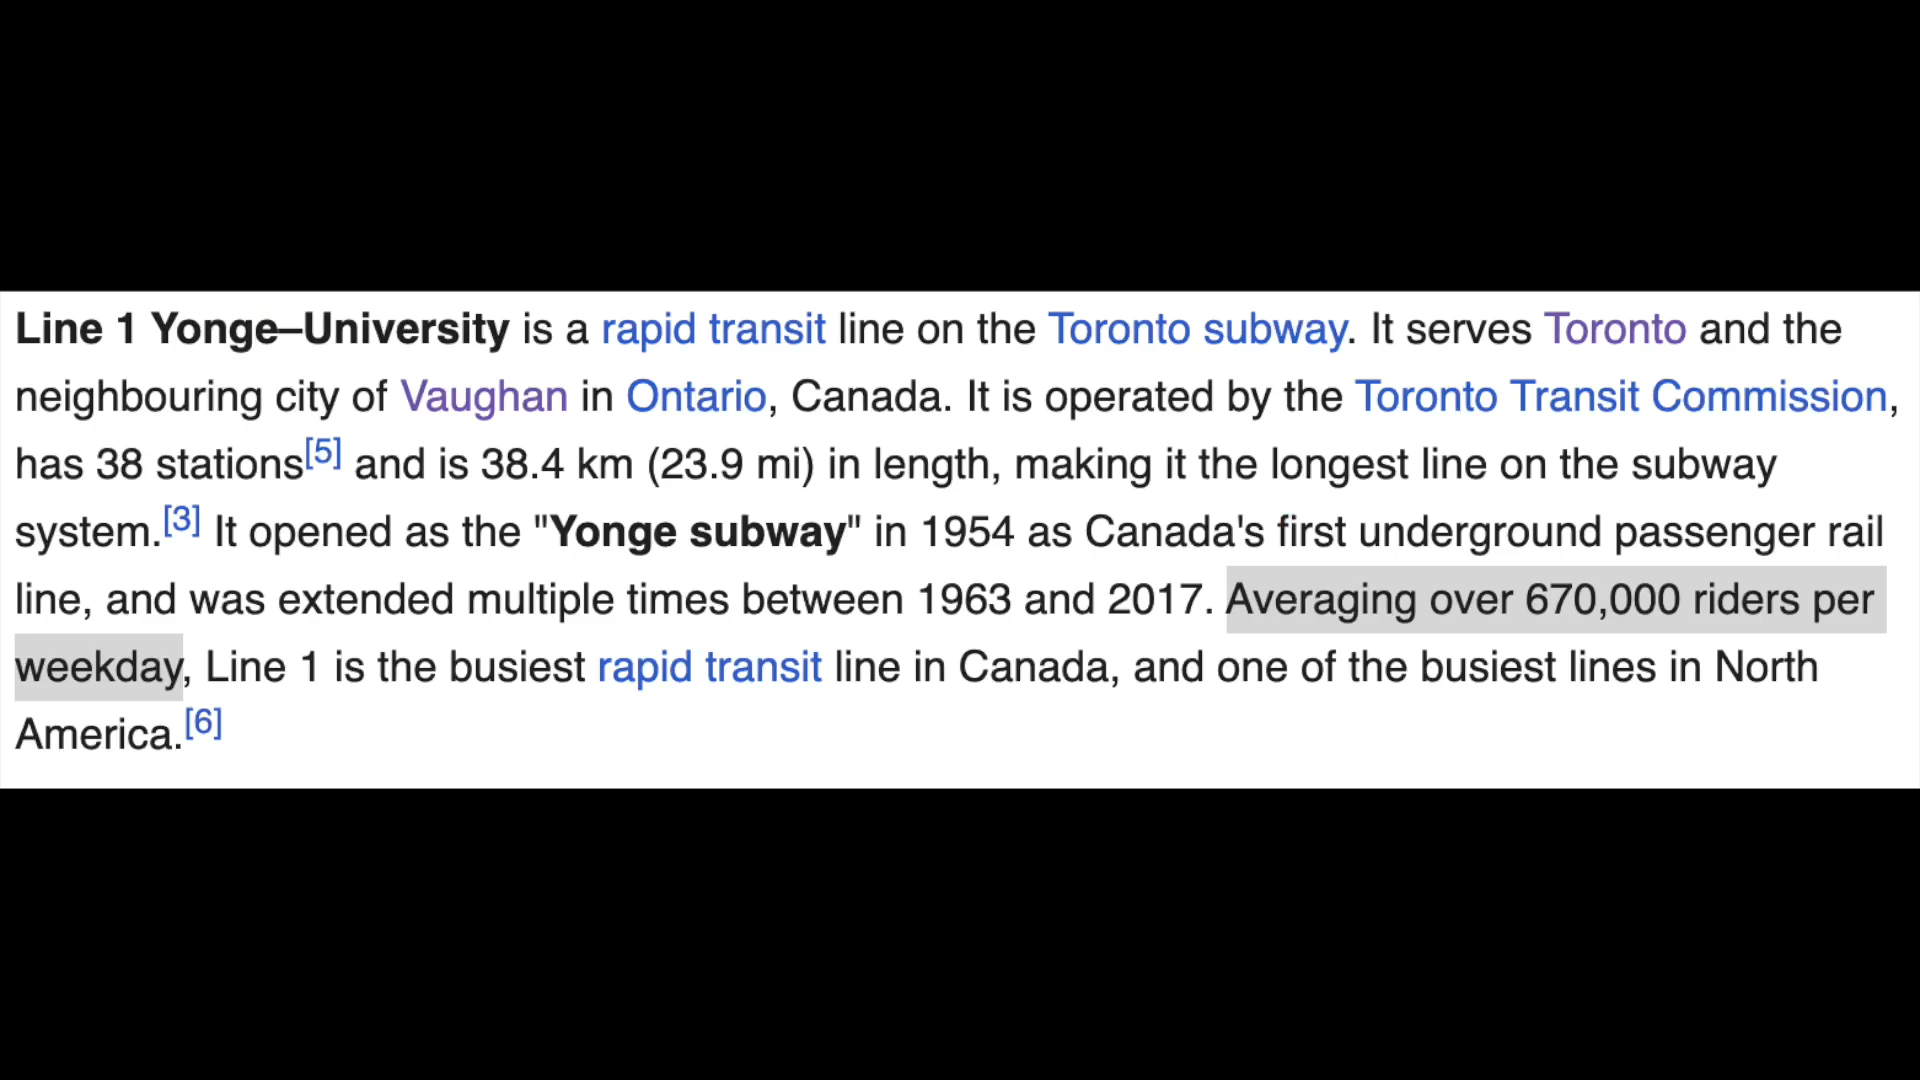 Line 1 Yonge–University is a rapid transit line on the Toronto subway. It serves Toronto and the
neighbouring city of Vaughan in Ontario, Canada. It is operated by the Toronto Transit Commission,
has 38 stations[5] and is 38.4 km (23.9 mi) in length, making it the longest line on the subway
system.[3] It opened as the "Yonge subway" in 1954 as Canada's first underground passenger rail
line, and was extended multiple times between 1963 and 2017. Averaging over 670,000 riders per
weekday, Line 1 is the busiest rapid transit line in Canada, and one of the busiest lines in North
America.[6]